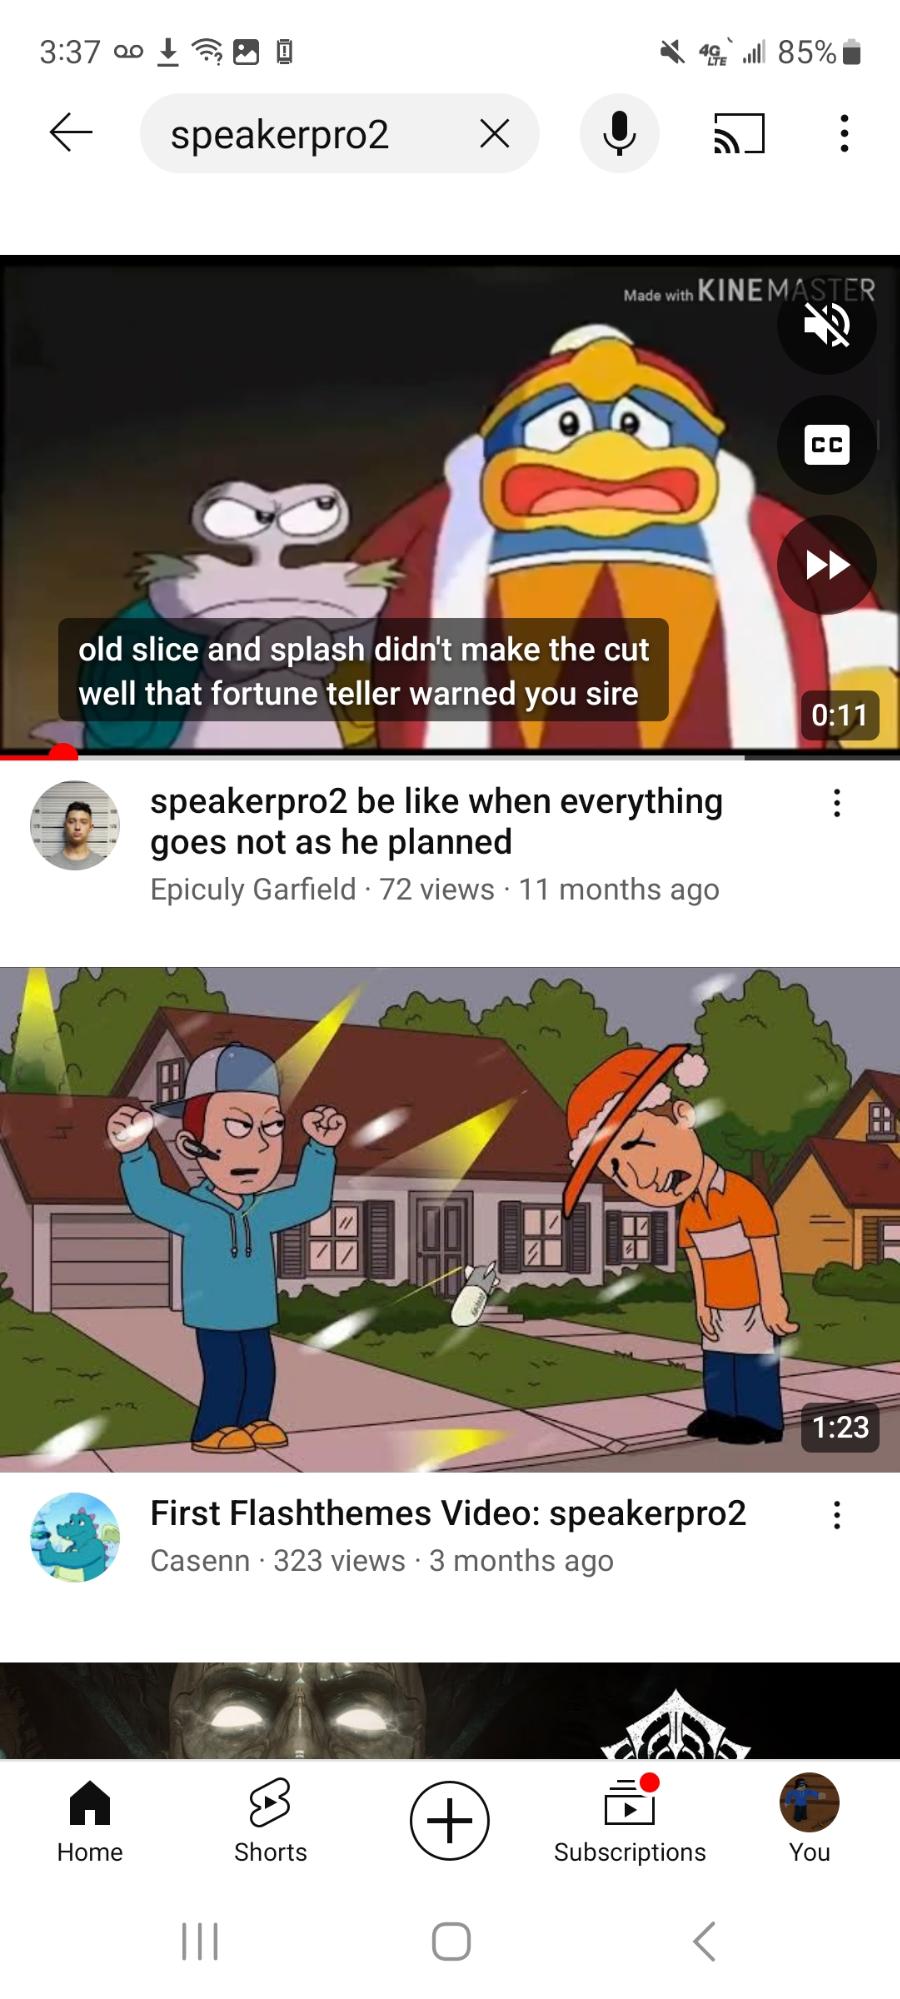 3:37
4G LTE
85%
speakerpro2
Made with KINEMASTER
CC
old slice and splash didn't make the cut
well that fortune teller warned you sire
0:11
speakerpro2 be like when everything
goes not as he planned
Epiculy Garfield · 72 views · 11 months ago
1:23
First Flashthemes Video: speakerpro2
Casenn · 323 views · 3 months ago
Home
Shorts
Subscriptions
You